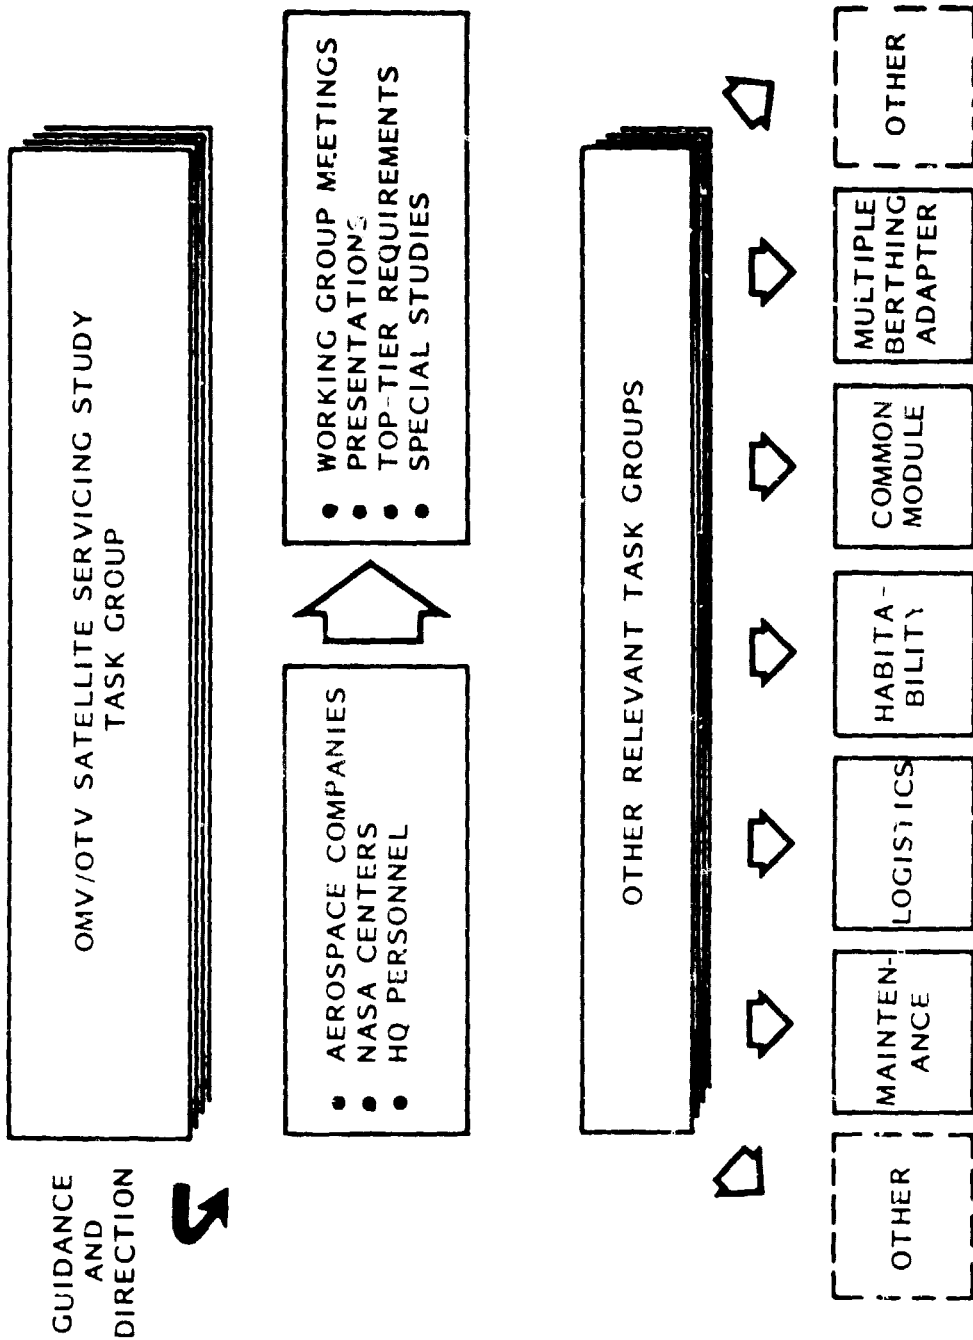 GUIDANCE
AND
DIRECTION
OMV/OTV SATELLITE SERVICING STUDY
TASK GROUP
• AEROSPACE COMPANIES
• NASA CENTERS
• HQ PERSONNEL
• WORKING GROUP MEETINGS
• PRESENTATIONS
• TOP-TIER REQUIREMENTS
• SPECIAL STUDIES
OTHER RELEVANT TASK GROUPS
OTHER
MAINTEN-
ANCE
LOGISTICS
HABITA-
BILITY
COMMON
MODULE
MULTIPLE
BERTHING
ADAPTER
OTHER